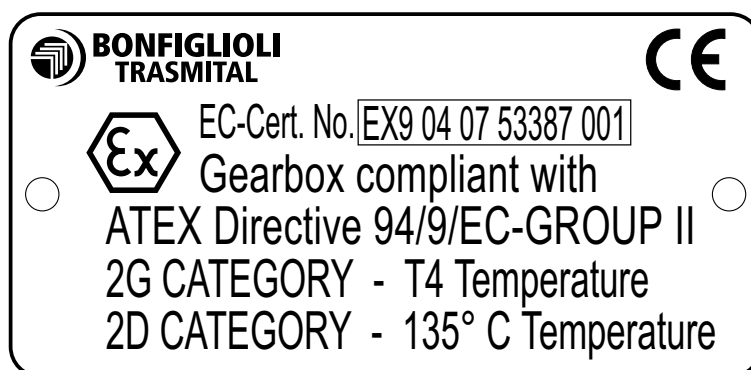 BONFIGLIOLI
TRASMITAL
CE
Ex
EC-Cert. No. EX9 04 07 53387 001
Gearbox compliant with
ATEX Directive 94/9/EC-GROUP II
2G CATEGORY - T4 Temperature
2D CATEGORY - 135° C Temperature